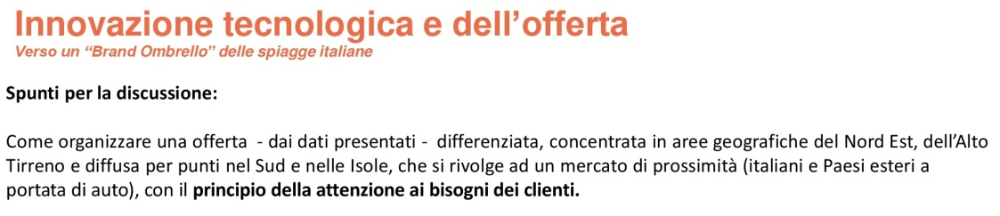 Innovazione tecnologica e dell’offerta
Verso un “Brand Ombrello” delle spiagge italiane
Spunti per la discussione:
Come organizzare una offerta - dai dati presentati - differenziata, concentrata in aree geografiche del Nord Est, dell’Alto
Tirreno e diffusa per punti nel Sud e nelle Isole, che si rivolge ad un mercato di prossimità (italiani e Paesi esteri a
portata di auto), con il principio della attenzione ai bisogni dei clienti.